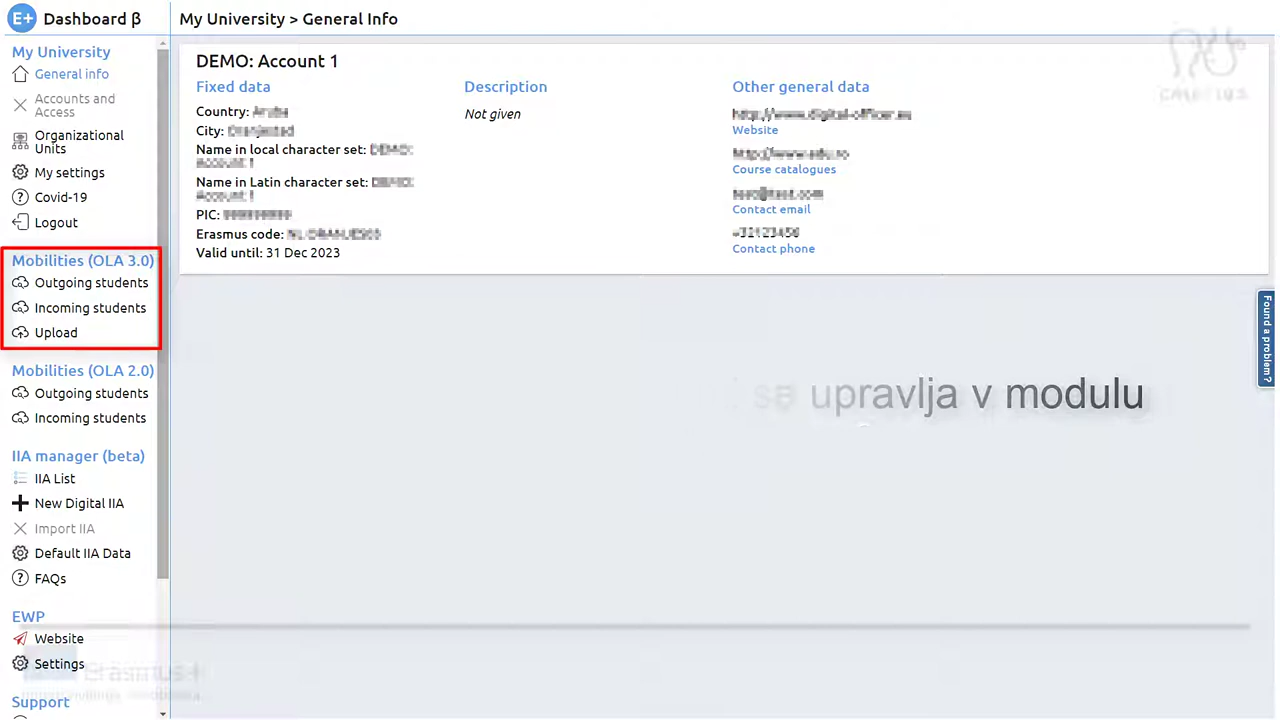 E+ Dashboard β
My University > General Info
My University
General info
Accounts and
Access
Organizational
Units
My settings
Covid-19
Logout
Mobilities (OLA 3.0)
Outgoing students
Incoming students
Upload
Mobilities (OLA 2.0)
Outgoing students
Incoming students
IIA manager (beta)
IIA List
New Digital IIA
Import IIA
Default IIA Data
FAQs
EWP
Website
Settings
Support
DEMO: Account 1
Fixed data
Country:
City:
Name in local character set:
Name in Latin character set:
PIC:
Erasmus code:
Valid until: 31 Dec 2023
Description
Not given
Other general data
Website
Course catalogues
Contact email
Contact phone
se upravlja v modulu
Found a problem?
Erasmus+